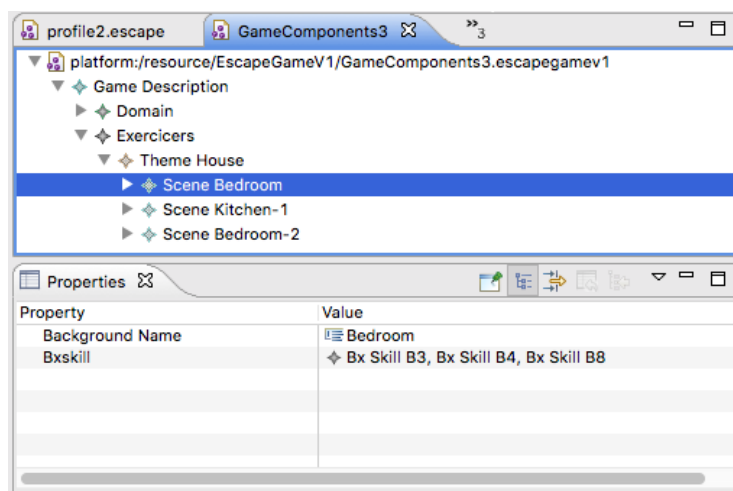 profile2.escape GameComponents3 »3
platform:/resource/EscapeGameV1/GameComponents3.escapegamev1
Game Description
Domain
Exercicers
Theme House
Scene Bedroom
Scene Kitchen-1
Scene Bedroom-2
Properties
Property Value
Background Name Bedroom
Bxskill Bx Skill B3, Bx Skill B4, Bx Skill B8